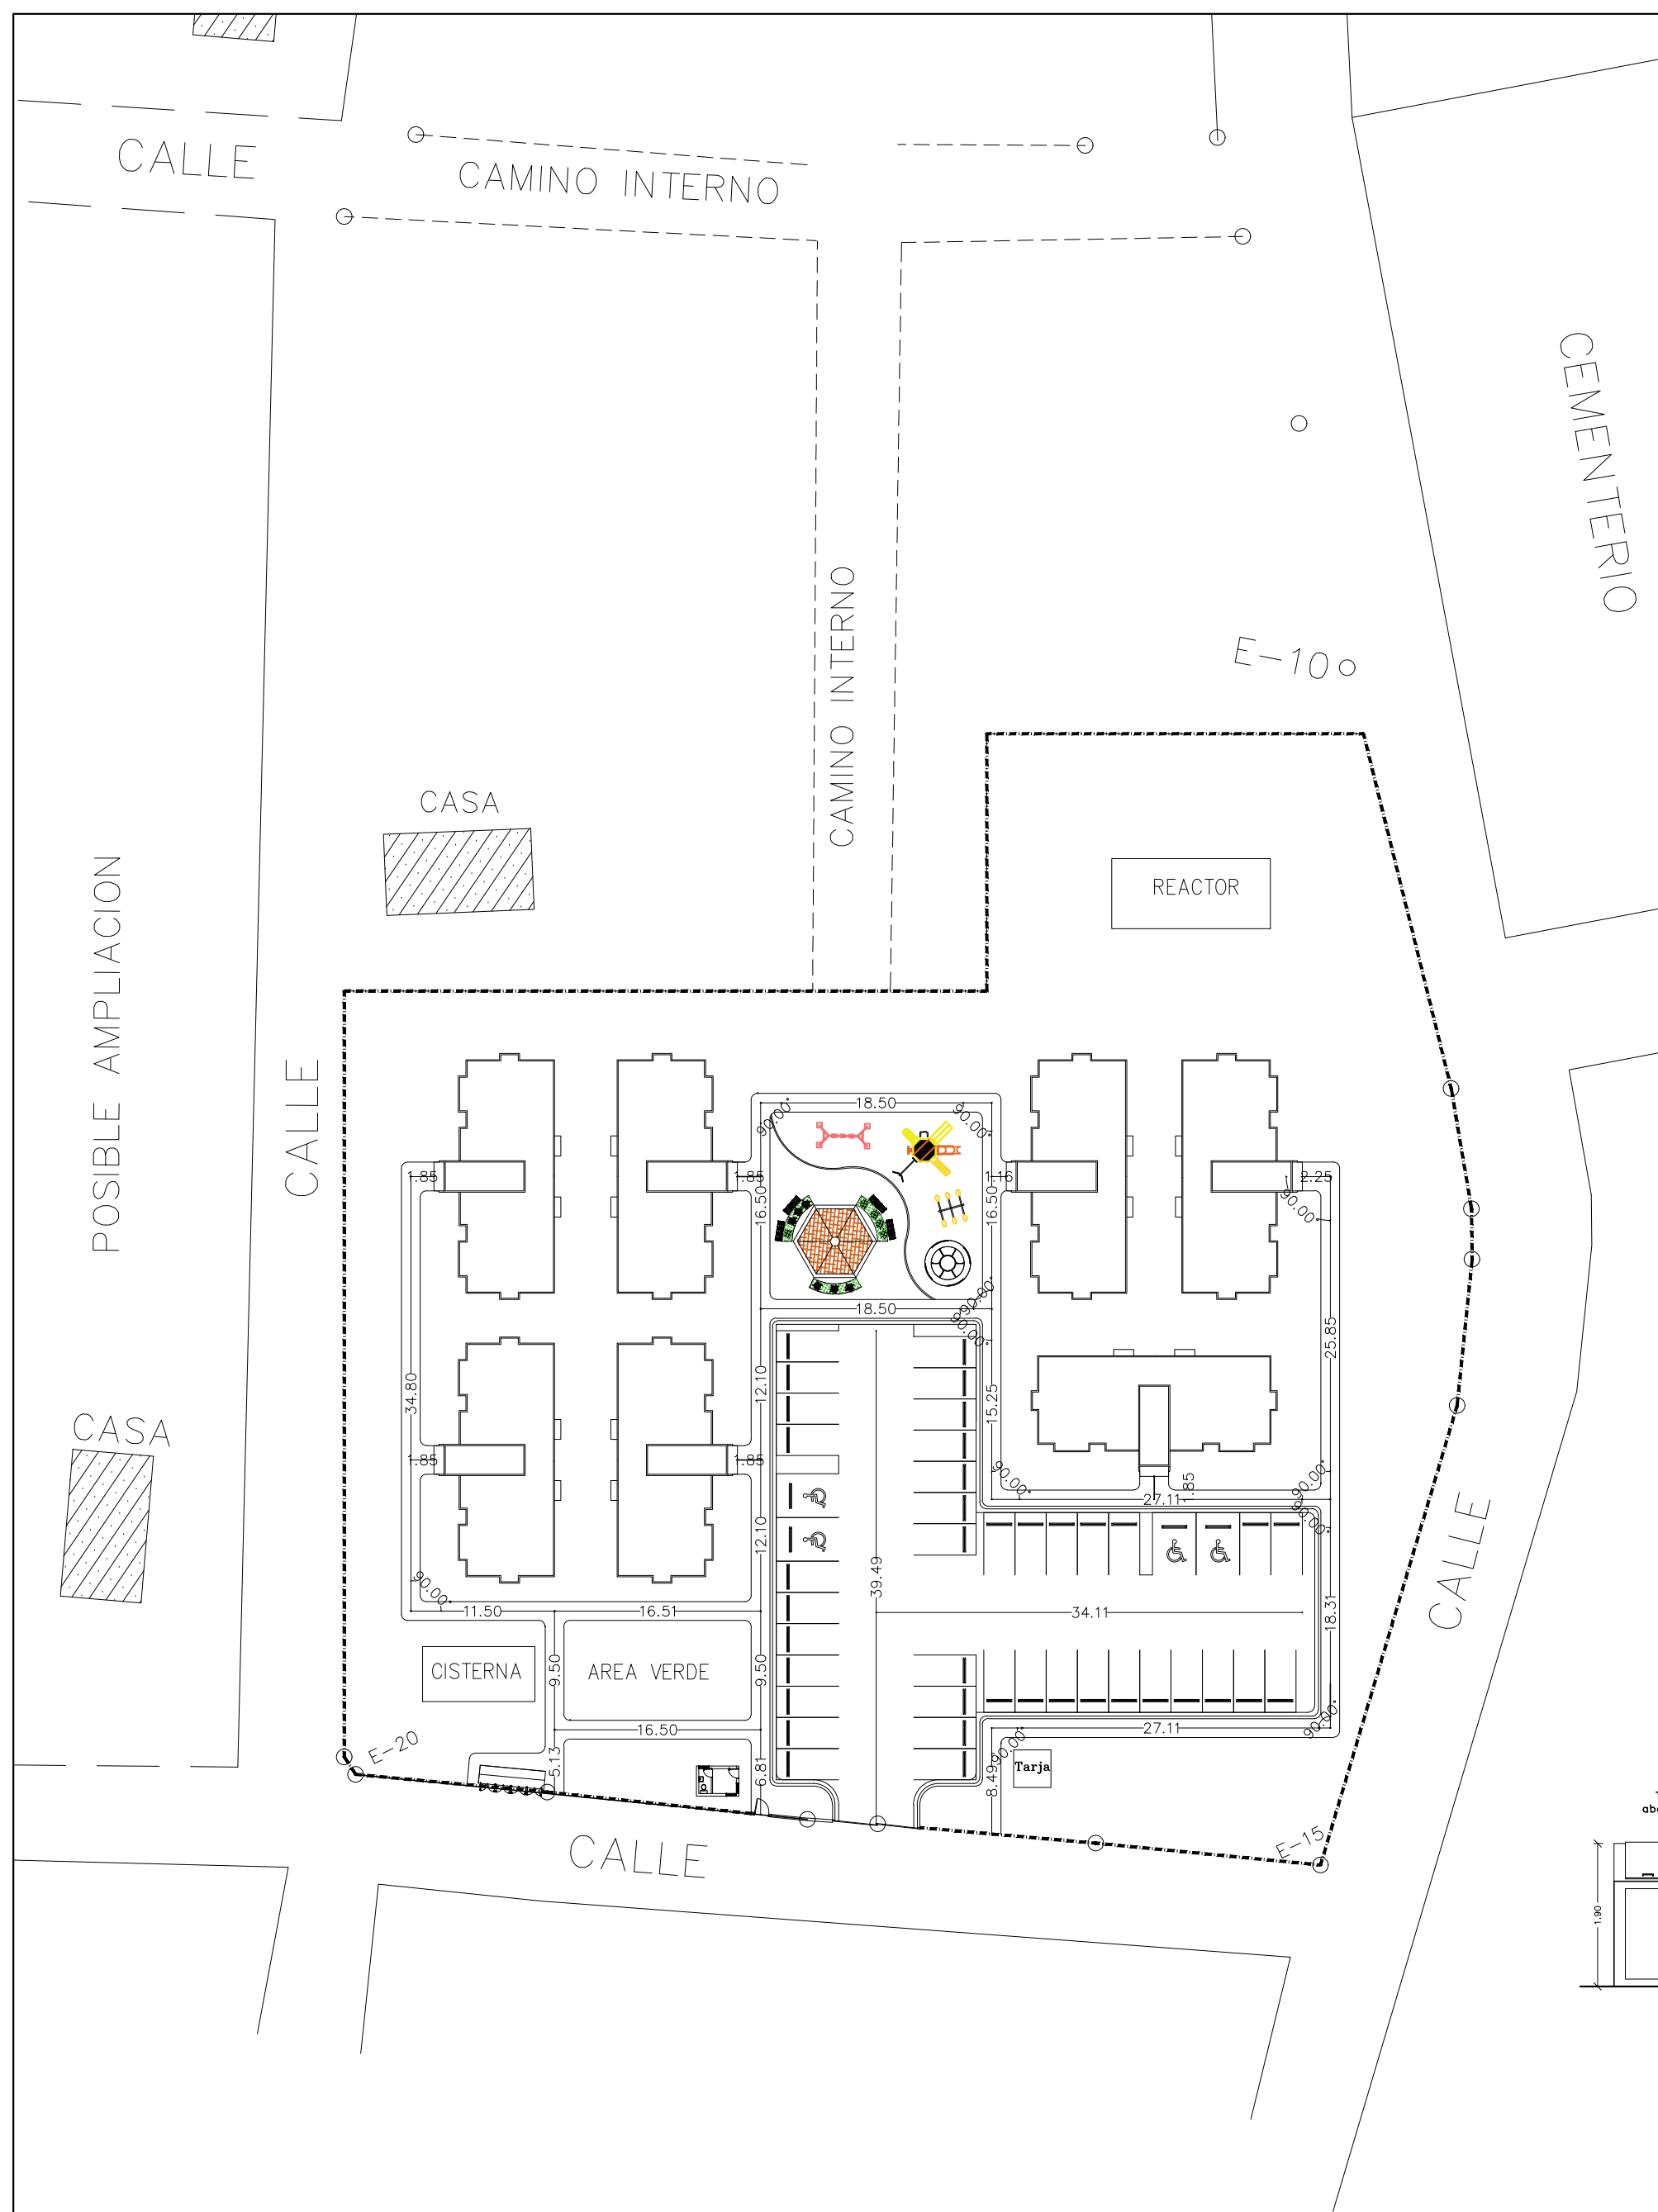 CALLE
CAMINO INTERNO
CEMENTERIO
CAMINO INTERNO
E-10
CASA
REACTOR
POSIBLE AMPLIACION
CALLE
18.50
90.00°
90.00°
1.85
1.85
1.16
2.25
16.50
16.50
90.00°
90.00°
18.50
90.00°
25.85
34.80
12.10
15.25
CASA
1.85
1.85
90.00°
1.85
90.00°
27.11
90.00°
CALLE
12.10
39.49
90.00°
11.50
16.51
34.11
18.31
CISTERNA
AREA VERDE
9.50
9.50
16.50
27.11
90.00°
90.00°
E-20
5.13
6.81
8.49
Tarja
E-15
CALLE
1.90